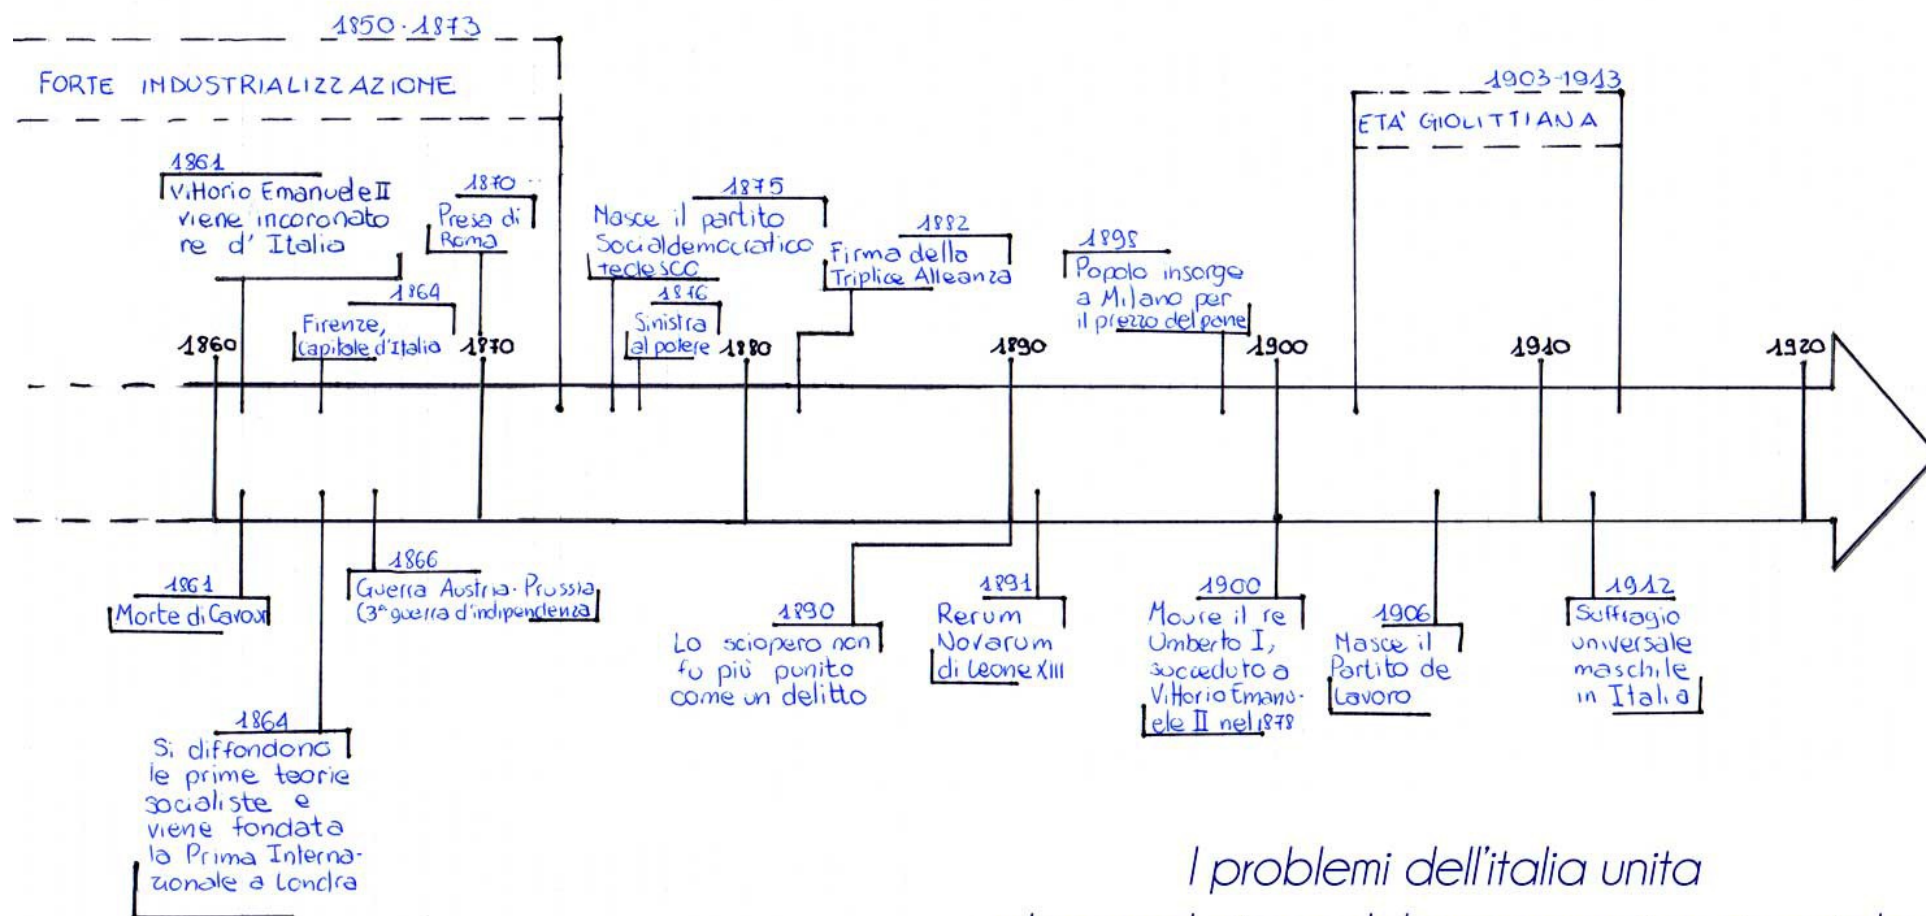 1850-1873
FORTE INDUSTRIALIZZAZIONE
1903-1913
ETA' GIOLITTIANA
1861
Vittorio Emanuele II
viene incoronato
re d'Italia
1870
Presa di
Roma
1864
Firenze,
capitale d'Italia
1875
Nasce il partito
Socialdemocratico
tedesco
1876
Sinistra
al potere
1882
Firma della
Triplice Alleanza
1898
Popolo insorge
a Milano per
il prezzo del pane
1860
1870
1880
1890
1900
1910
1920
1861
Morte di Cavour
1864
Si diffondono
le prime teorie
socialiste e
viene fondata
la Prima Interna-
zionale a Londra
1866
Guerra Austria-Prussia
(3ª guerra d'indipendenza)
1890
Lo sciopero non
fu più punito
come un delitto
1891
Rerum
Novarum
di Leone XIII
1900
Moure il re
Umberto I,
succeduto a
Vittorio Emanu-
ele II nel 1878
1906
Nasce il
Partito de
Lavoro
1912
Suffragio
universale
maschile
in Italia
I problemi dell'italia unita